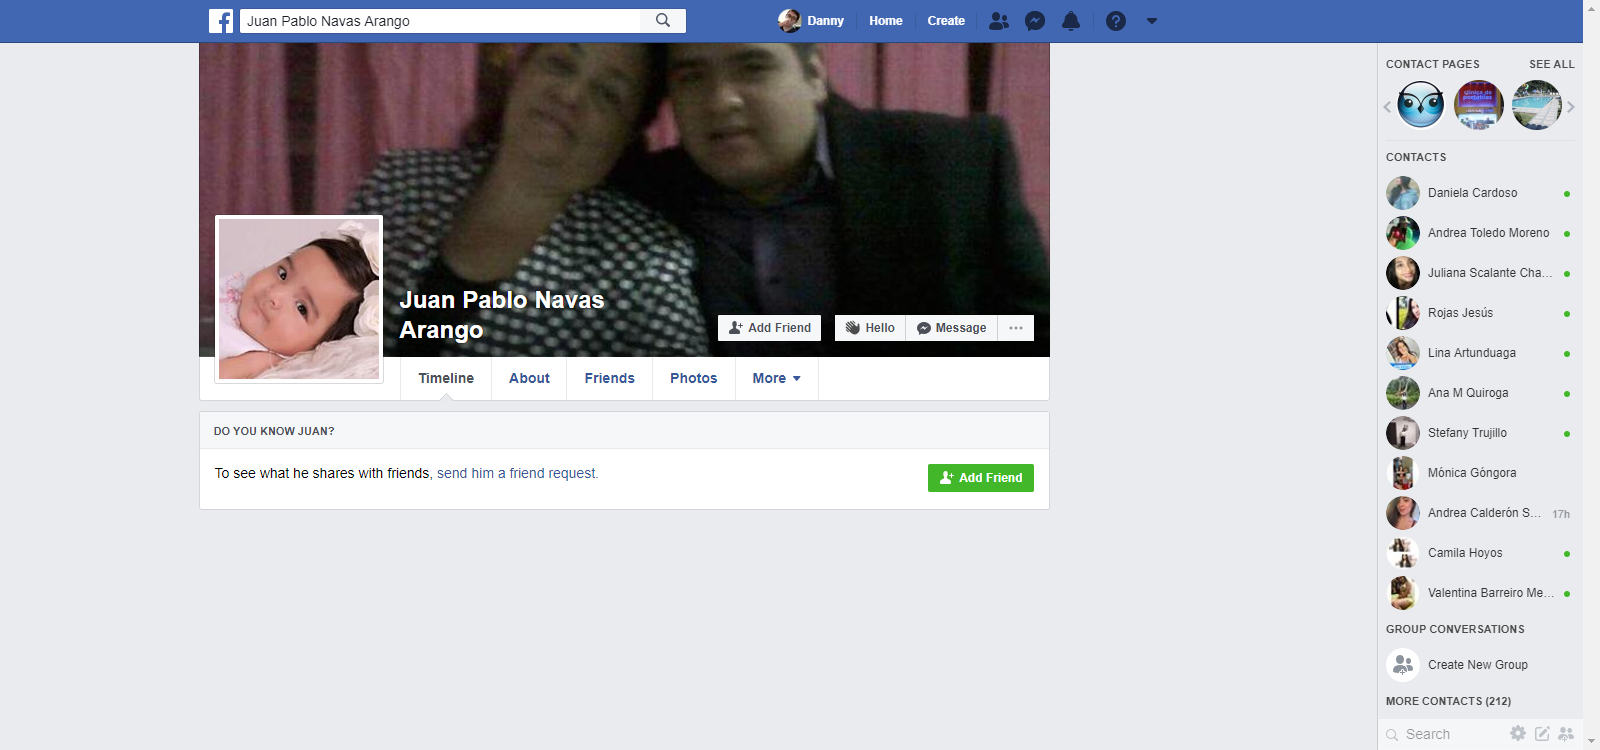 Juan Pablo Navas Arango
Danny
Home
Create
Juan Pablo Navas
Arango
Add Friend
Hello
Message
Timeline
About
Friends
Photos
More
DO YOU KNOW JUAN?
To see what he shares with friends, send him a friend request.
Add Friend
CONTACT PAGES
SEE ALL
CONTACTS
Daniela Cardoso
Andrea Toledo Moreno
Juliana Scalante Cha...
Rojas Jesús
Lina Artunduaga
Ana M Quiroga
Stefany Trujillo
Mónica Góngora
Andrea Calderón S... 17h
Camila Hoyos
Valentina Barreiro Me...
GROUP CONVERSATIONS
Create New Group
MORE CONTACTS (212)
Search